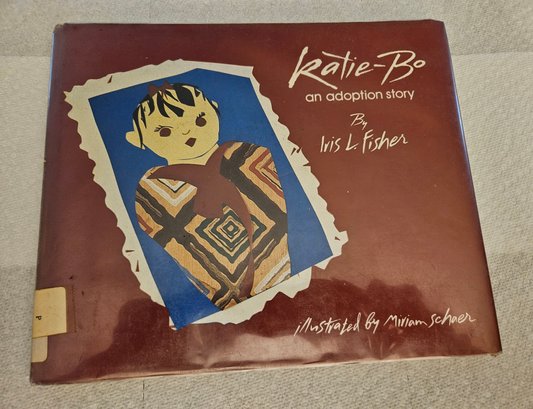 Katie-Bo
an adoption story
By
Iris L. Fisher
illustrated by Miriam Schaer
P